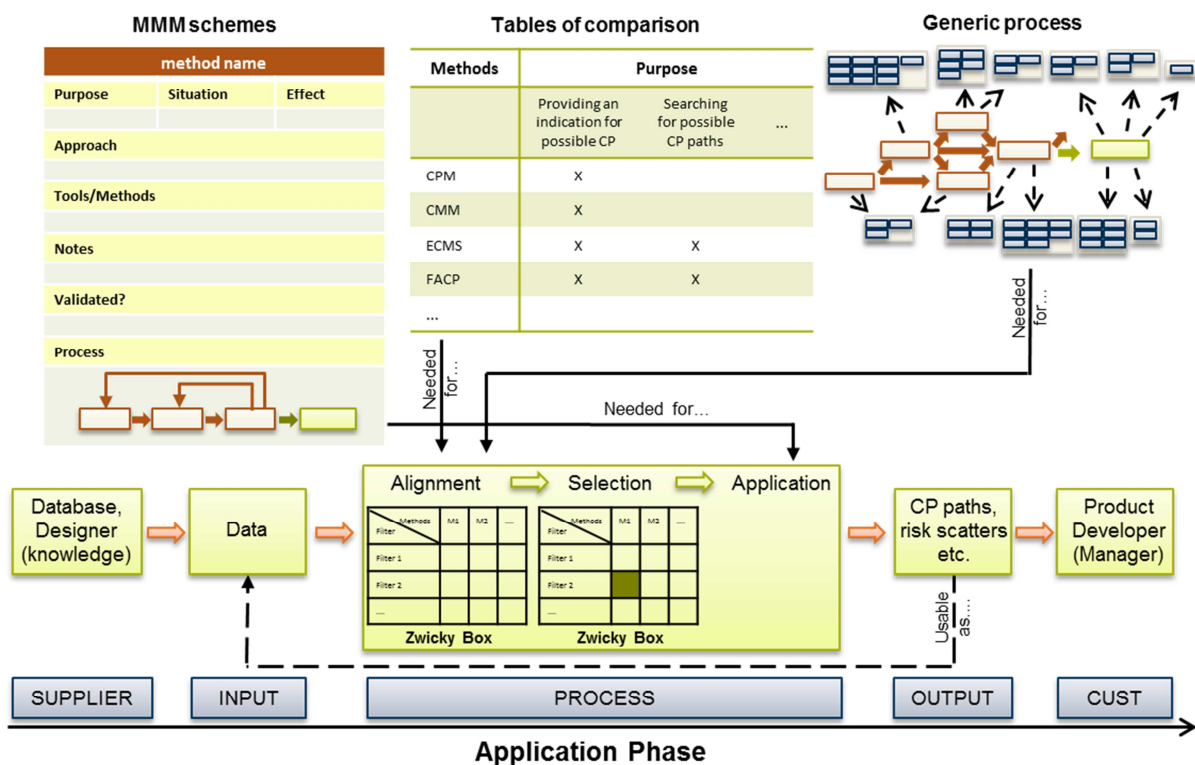 MMM schemes
method name
Purpose Situation Effect
Approach
Tools/Methods
Notes
Validated?
Process
Tables of comparison
Methods Purpose
Providing an
indication for
possible CP
Searching
for possible
CP paths
...
CPM X
CMM X
ECMS X X
FACP X X
...
Generic process
Needed
for...
Needed
for...
Needed for...
Database,
Designer
(knowledge)
Data
Alignment Selection Application
Methods M1 M2 ....
Filter
Filter 1
Filter 2
....
Zwicky Box
Methods M1 M2 ....
Filter
Filter 1
Filter 2
....
Zwicky Box
CP paths,
risk scatters
etc.
Product
Developer
(Manager)
Usable
as....
SUPPLIER INPUT PROCESS OUTPUT CUST
Application Phase